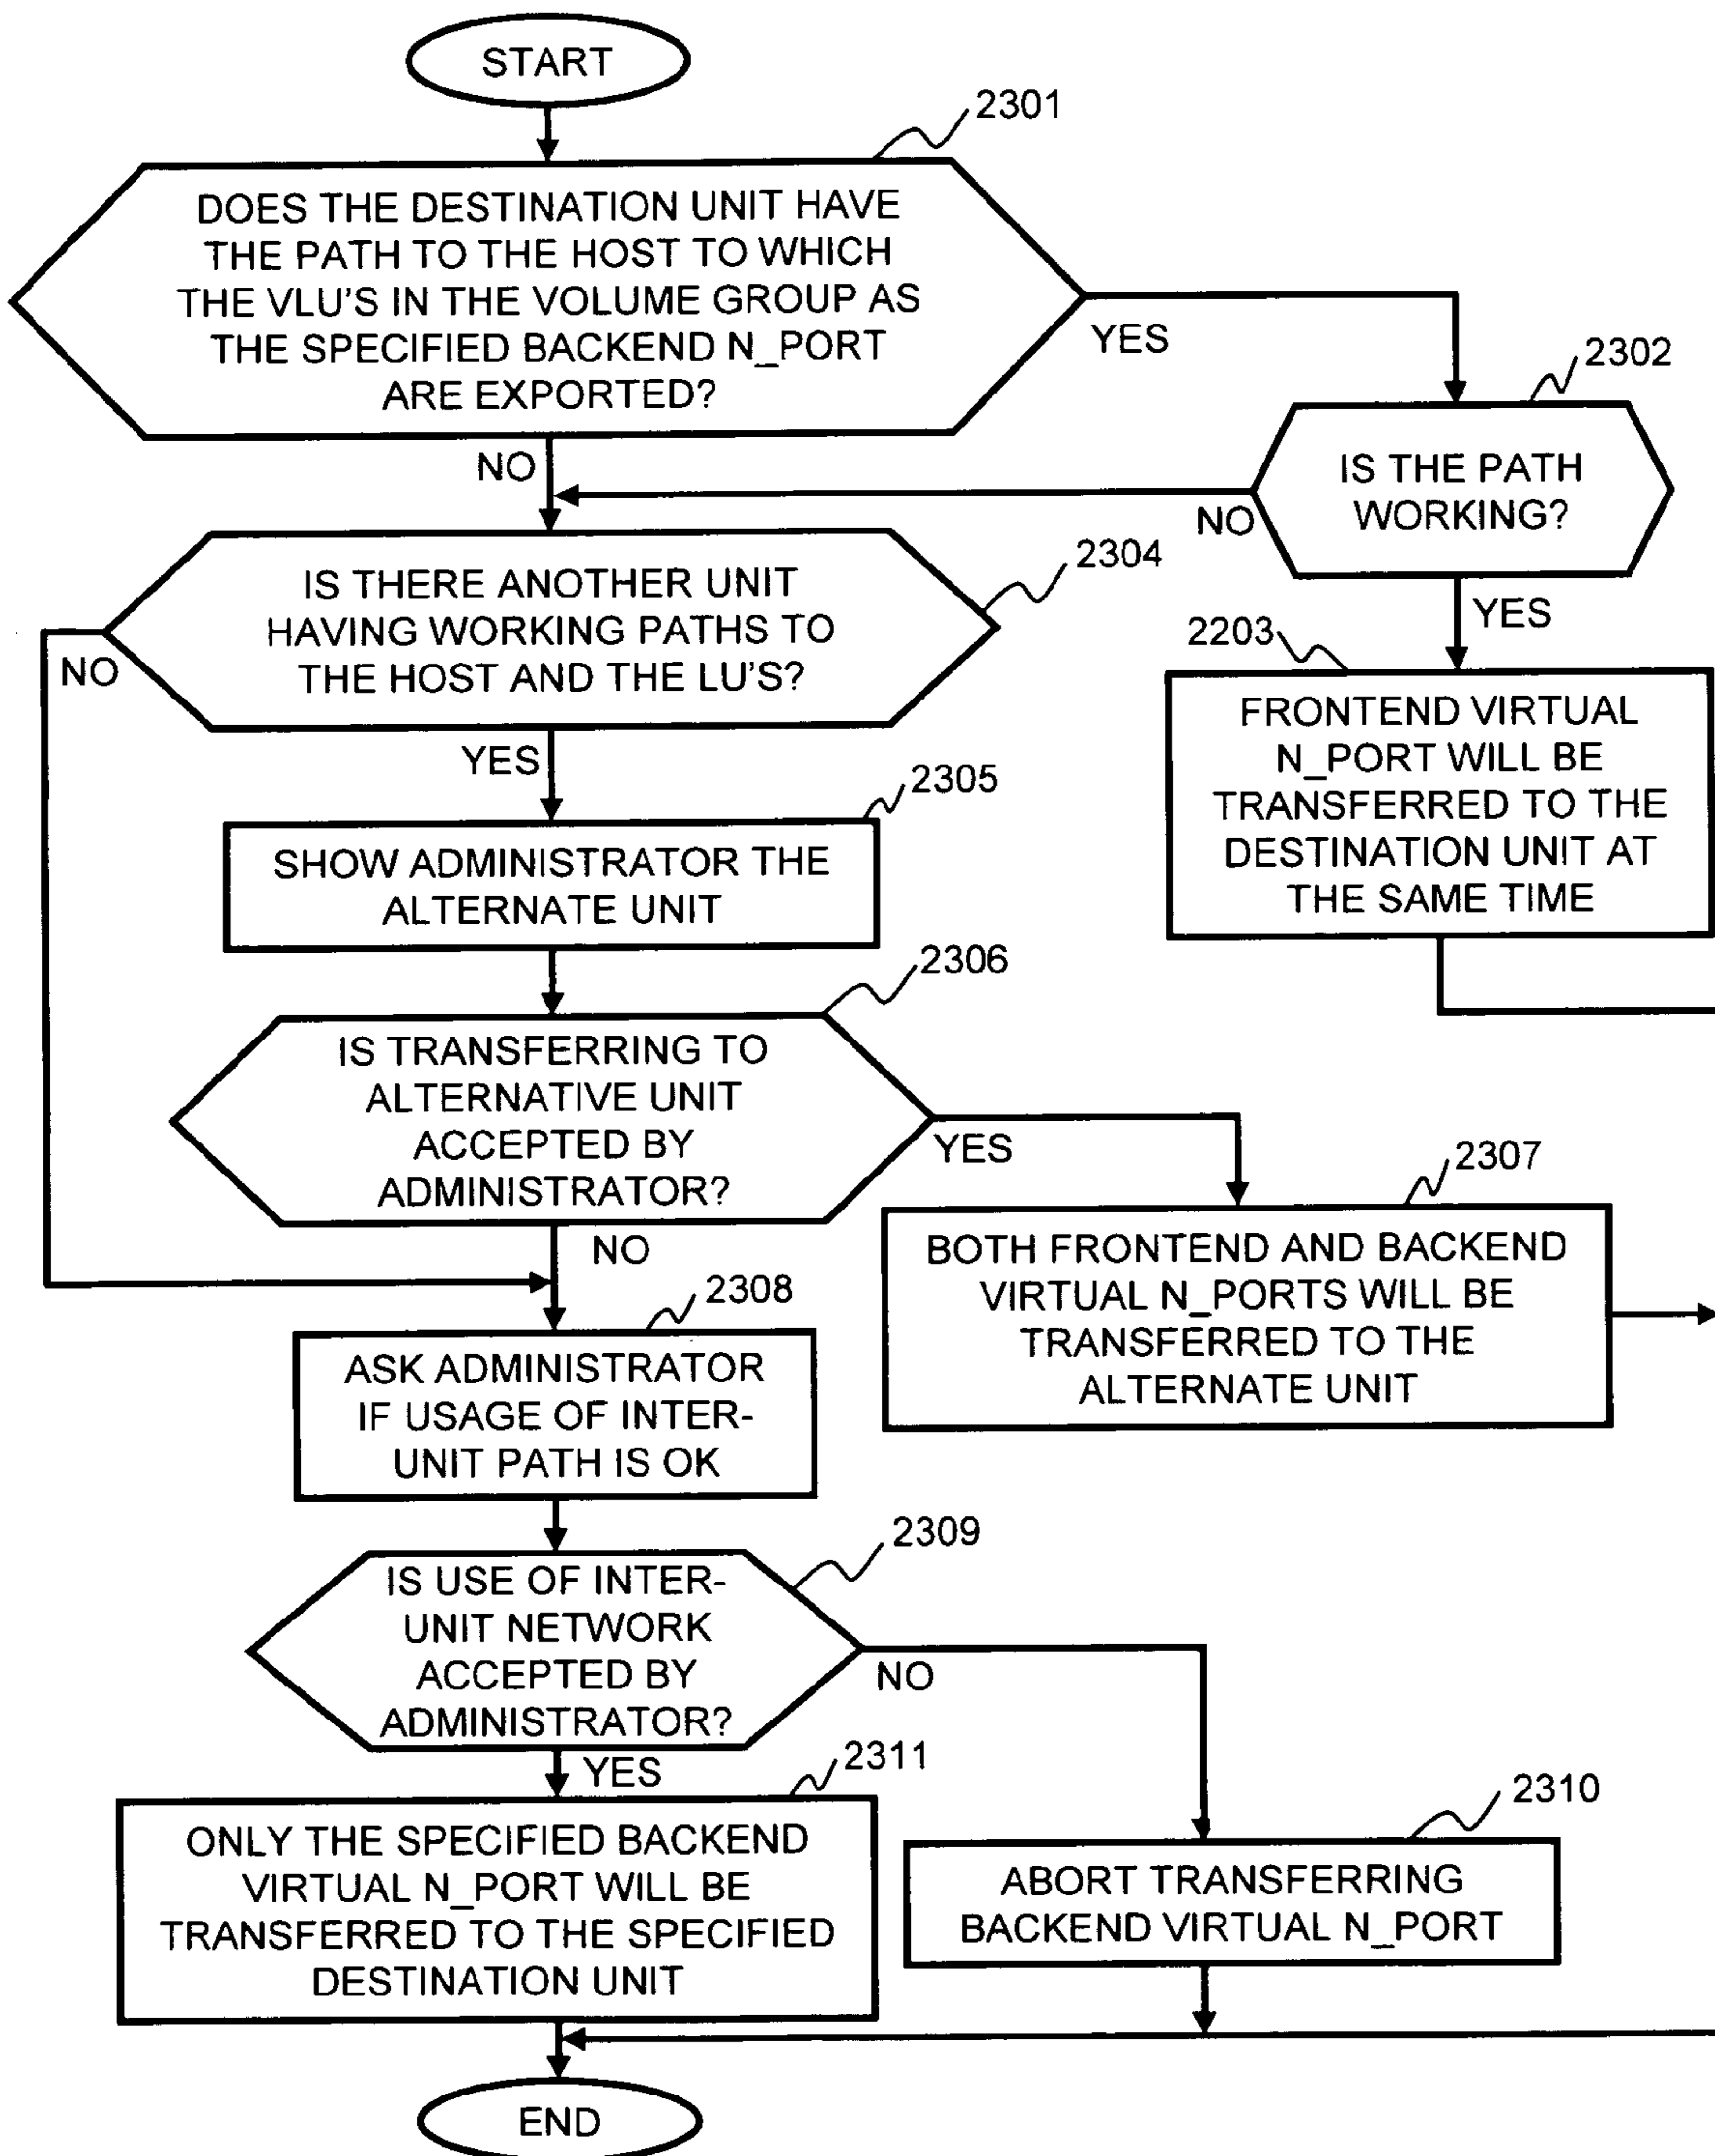 START
2301
DOES THE DESTINATION UNIT HAVE
THE PATH TO THE HOST TO WHICH
THE VLU'S IN THE VOLUME GROUP AS
THE SPECIFIED BACKEND N_PORT
ARE EXPORTED?
YES
NO
2302
IS THE PATH
WORKING?
NO
YES
2304
IS THERE ANOTHER UNIT
HAVING WORKING PATHS TO
THE HOST AND THE LU'S?
NO
YES
2203
FRONTEND VIRTUAL
N_PORT WILL BE
TRANSFERRED TO THE
DESTINATION UNIT AT
THE SAME TIME
2305
SHOW ADMINISTRATOR THE
ALTERNATE UNIT
2306
IS TRANSFERRING TO
ALTERNATIVE UNIT
ACCEPTED BY
ADMINISTRATOR?
YES
NO
2307
BOTH FRONTEND AND BACKEND
VIRTUAL N_PORTS WILL BE
TRANSFERRED TO THE
ALTERNATE UNIT
2308
ASK ADMINISTRATOR
IF USAGE OF INTER-
UNIT PATH IS OK
2309
IS USE OF INTER-
UNIT NETWORK
ACCEPTED BY
ADMINISTRATOR?
NO
YES
2311
ONLY THE SPECIFIED BACKEND
VIRTUAL N_PORT WILL BE
TRANSFERRED TO THE SPECIFIED
DESTINATION UNIT
2310
ABORT TRANSFERRING
BACKEND VIRTUAL N_PORT
END